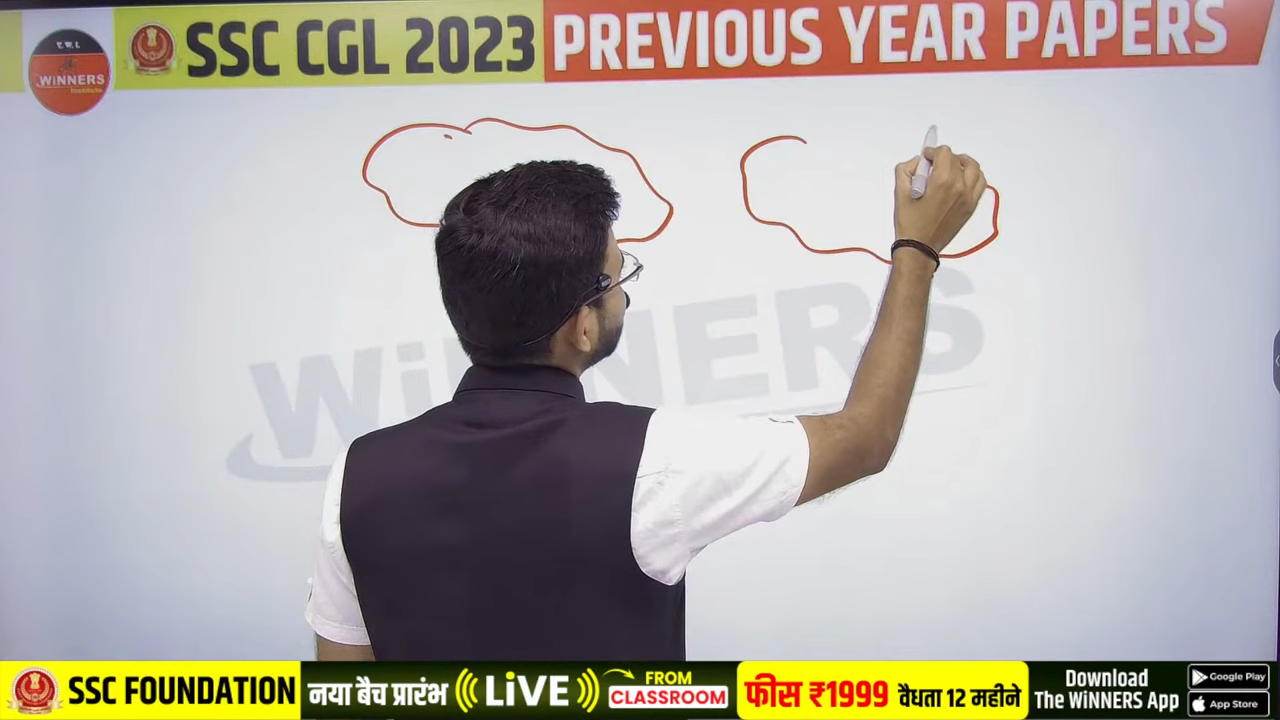 SSC CGL 2023 PREVIOUS YEAR PAPERS
WiNNERS
Institute
WiNNERS
SSC FOUNDATION नया बैच प्रारंभ LiVE FROM CLASSROOM फीस ₹1999 वैधता 12 महीने Download The WiNNERS App
Google Play
App Store